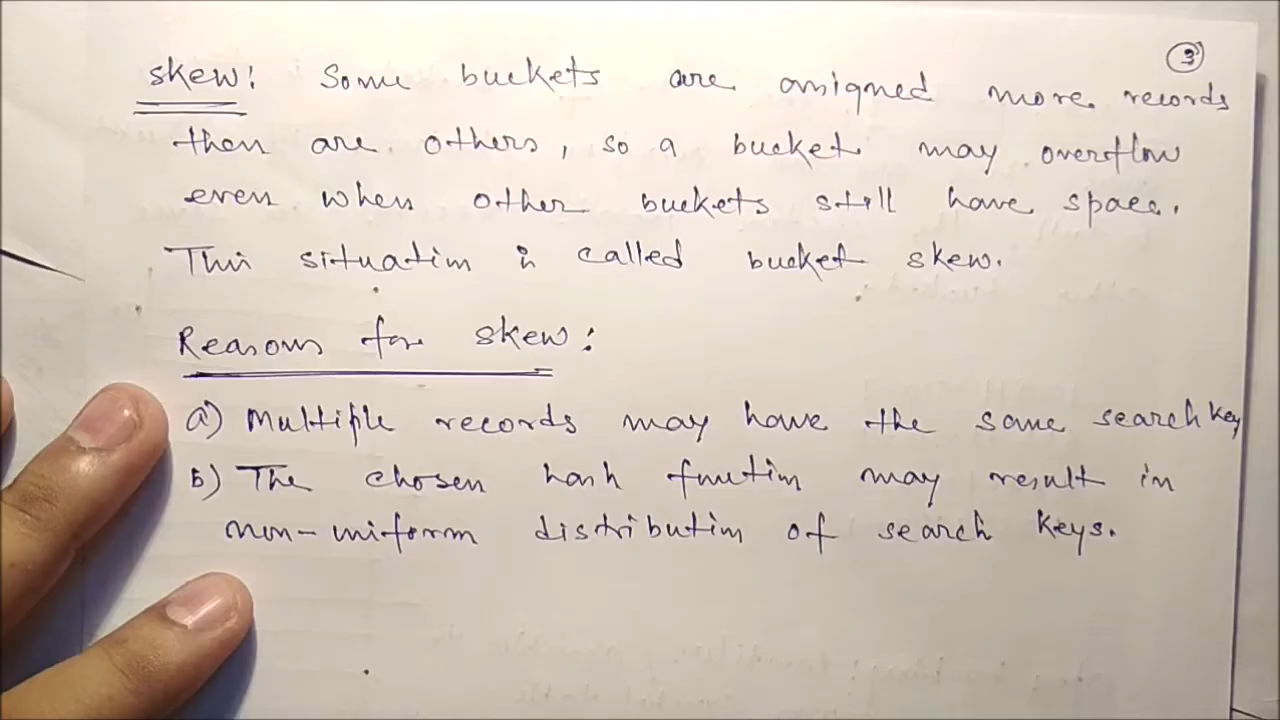 3
skew: Some buckets are assigned more records
than are others, so a bucket may overflow
even when other buckets still have space.
This situation is called bucket skew.
Reasons for skew:
a) Multiple records may have the same search key
b) The chosen hash function may result in
non-uniform distribution of search keys.